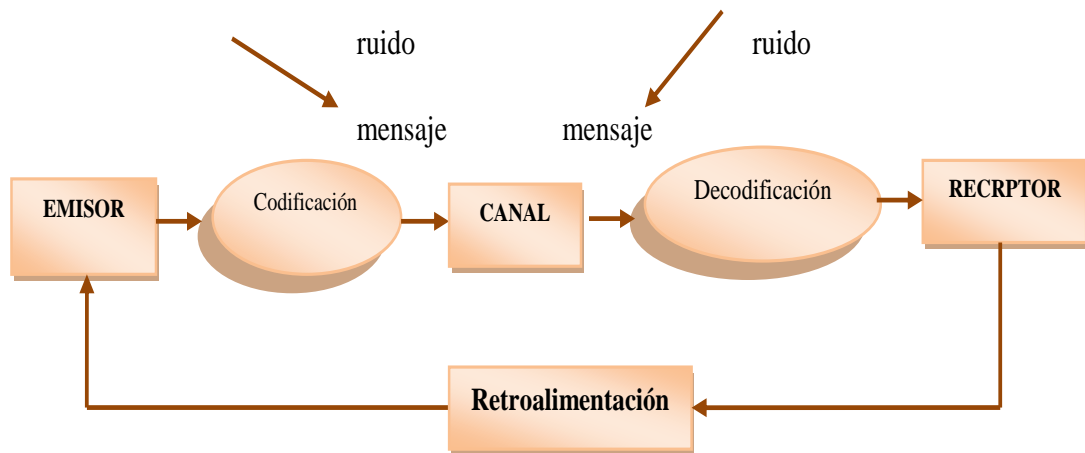 ruido
ruido
mensaje
mensaje
EMISOR
Codificación
CANAL
Decodificación
RECRPTOR
Retroalimentación